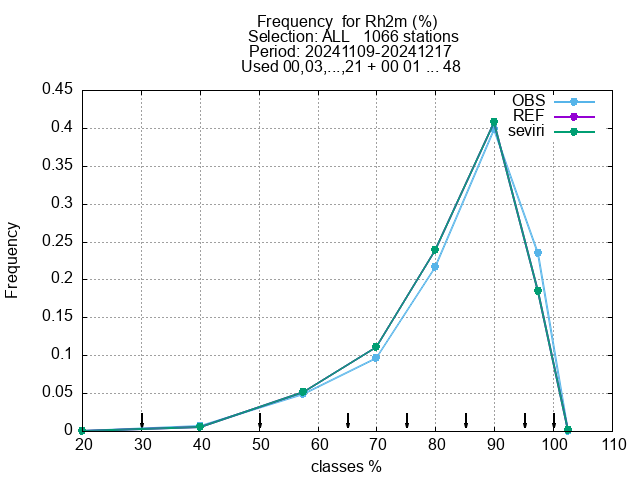 Frequency  for Rh2m (%)
Selection: ALL   1066 stations
Period: 20241109-20241217
Used 00,03,...,21 + 00 01 ... 48
OBS
REF
seviri
0.45
0.4
0.35
0.3
0.25
0.2
0.15
0.1
0.05
0
Frequency
20 30 40 50 60 70 80 90 100 110
classes %